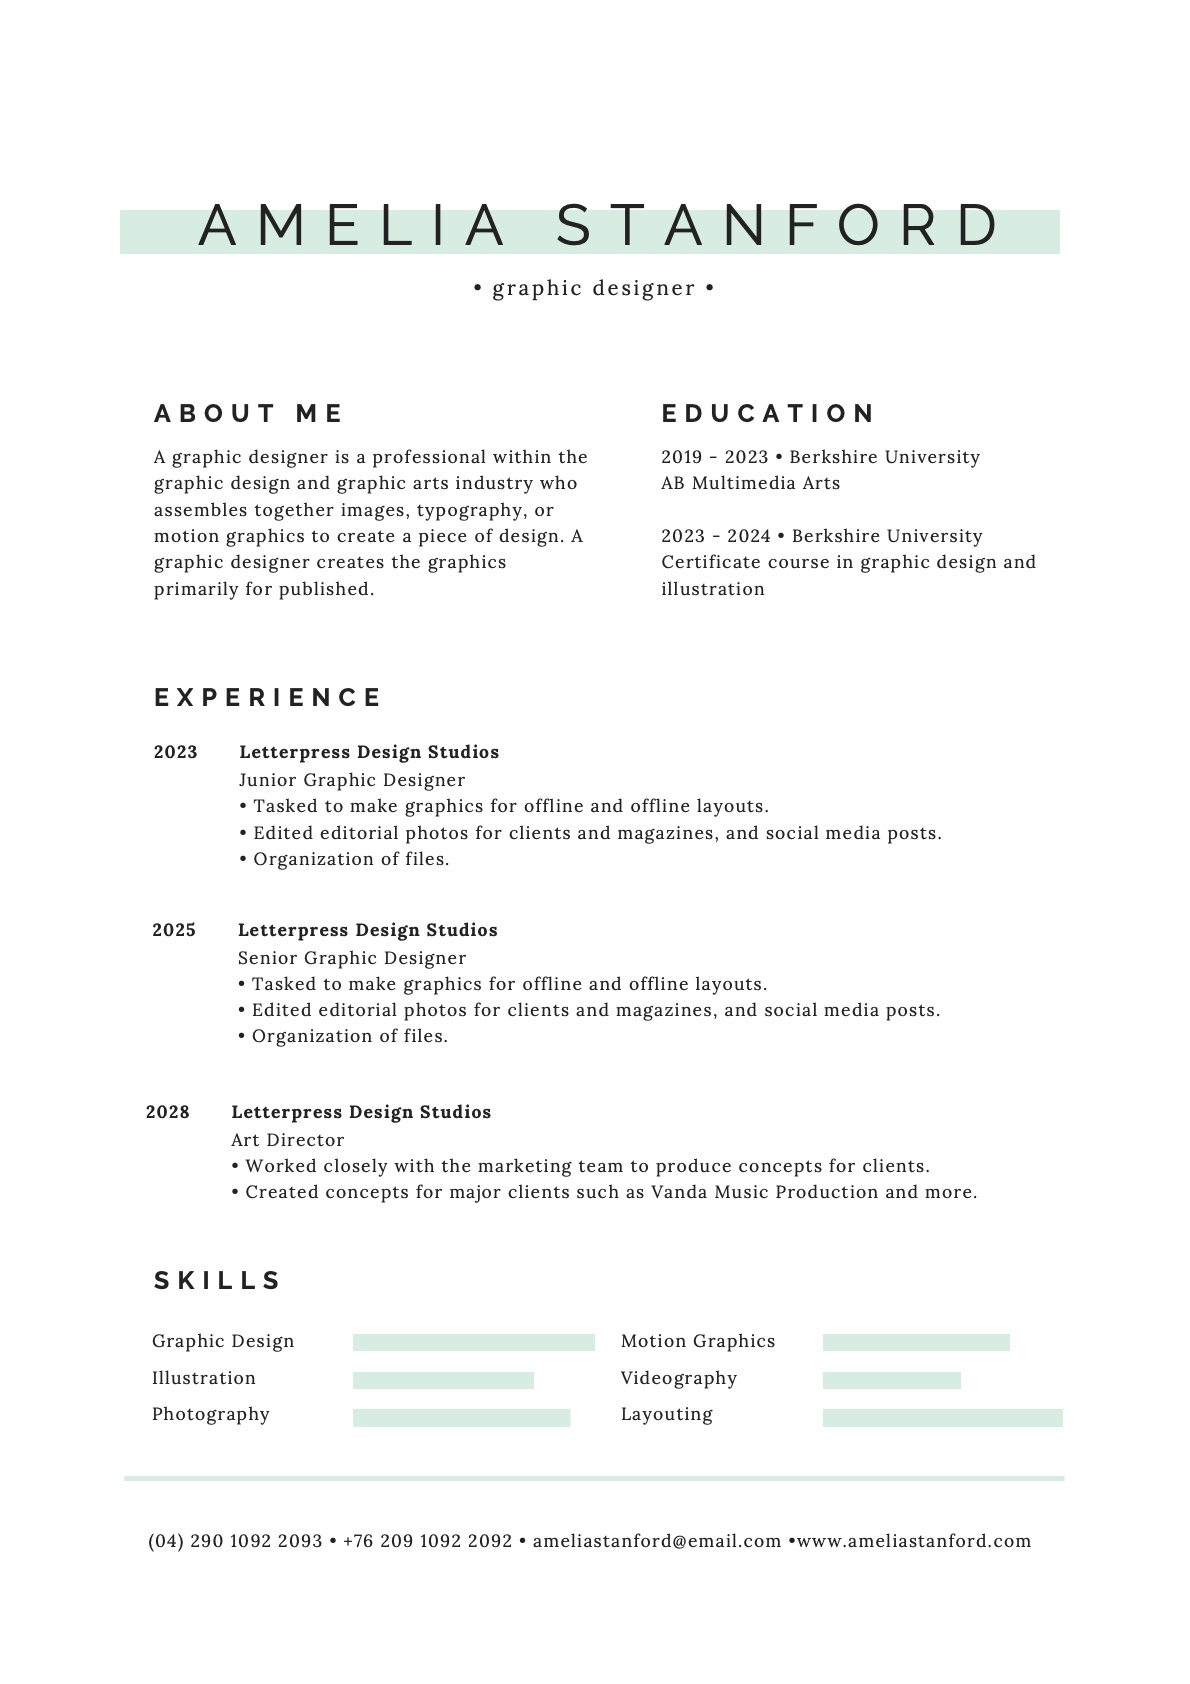 AMELIA STANFORD
• graphic designer •
ABOUT ME
A graphic designer is a professional within the
graphic design and graphic arts industry who
assembles together images, typography, or
motion graphics to create a piece of design. A
graphic designer creates the graphics
primarily for published.
EDUCATION
2019 - 2023 • Berkshire University
AB Multimedia Arts
2023 - 2024 • Berkshire University
Certificate course in graphic design and
illustration
EXPERIENCE
2023 Letterpress Design Studios
Junior Graphic Designer
• Tasked to make graphics for offline and offline layouts.
• Edited editorial photos for clients and magazines, and social media posts.
• Organization of files.
2025 Letterpress Design Studios
Senior Graphic Designer
• Tasked to make graphics for offline and offline layouts.
• Edited editorial photos for clients and magazines, and social media posts.
• Organization of files.
2028 Letterpress Design Studios
Art Director
• Worked closely with the marketing team to produce concepts for clients.
• Created concepts for major clients such as Vanda Music Production and more.
SKILLS
Graphic Design
Illustration
Photography
Motion Graphics
Videography
Layouting
(04) 290 1092 2093 • +76 209 1092 2092 • ameliastanford@email.com •www.ameliastanford.com